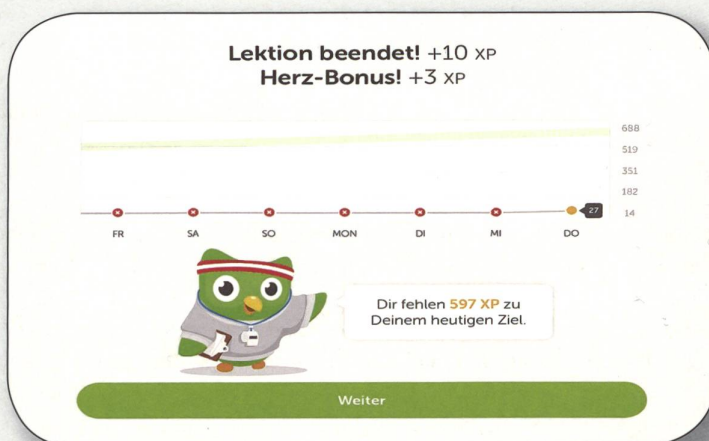 Lektion beendet! +10 XP
Herz-Bonus! +3 XP
688
519
351
182
27
14
FR SA SO MON DI MI DO
Dir fehlen 597 XP zu
Deinem heutigen Ziel.
Weiter